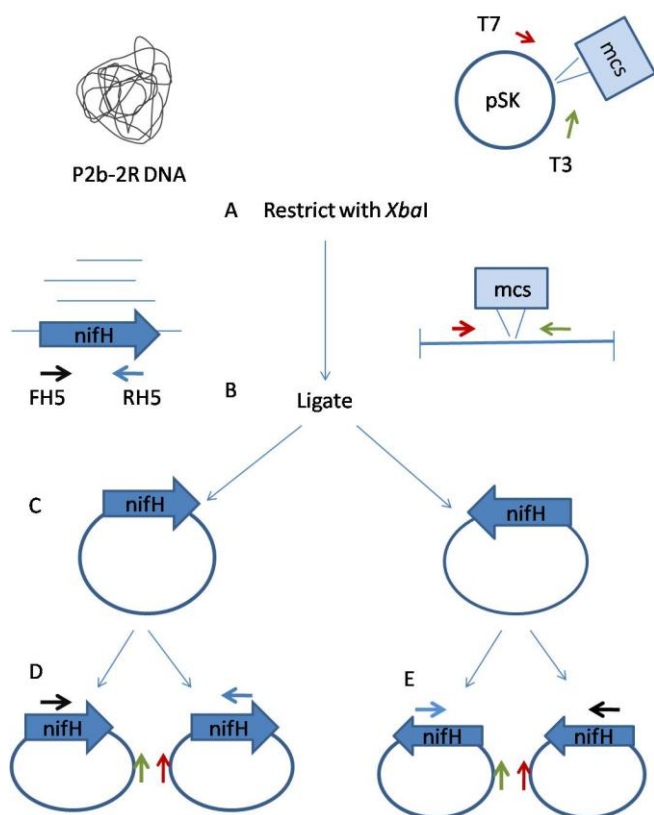 T7
mcs
pSK
T3
P2b-2R DNA
A Restrict with XbaI
mcs
nifH
FH5 RH5
B Ligate
C nifH nifH
D E
nifH nifH nifH nifH